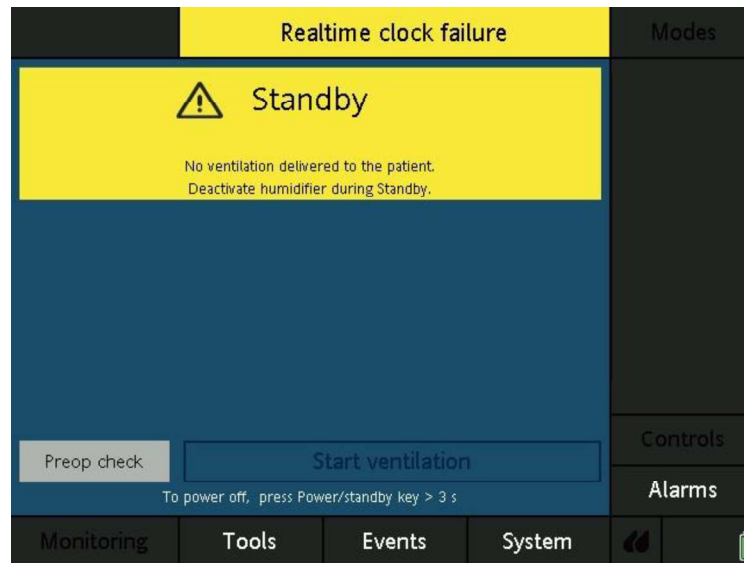 Realtime clock failure
Modes
Standby
No ventilation delivered to the patient.
Deactivate humidifier during Standby.
Controls
Preop check
Start ventilation
Alarms
To power off, press Power/standby key > 3 s
Monitoring
Tools
Events
System